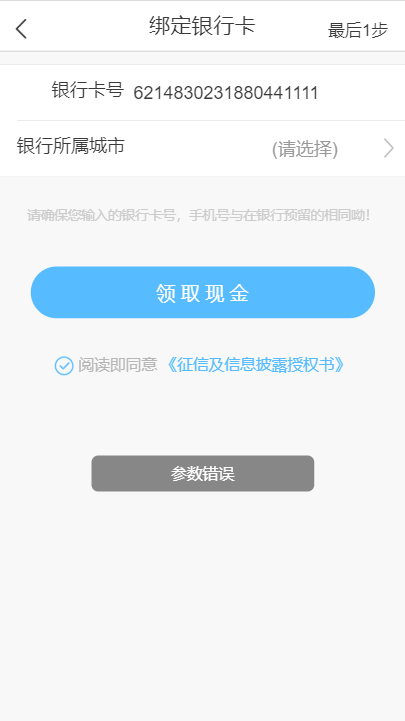 绑定银行卡 最后1步
银行卡号 6214830231880441111
银行所属城市 (请选择)
请确保您输入的银行卡号，手机号与在银行预留的相同呦！
领取现金
阅读即同意《征信及信息披露授权书》
参数错误